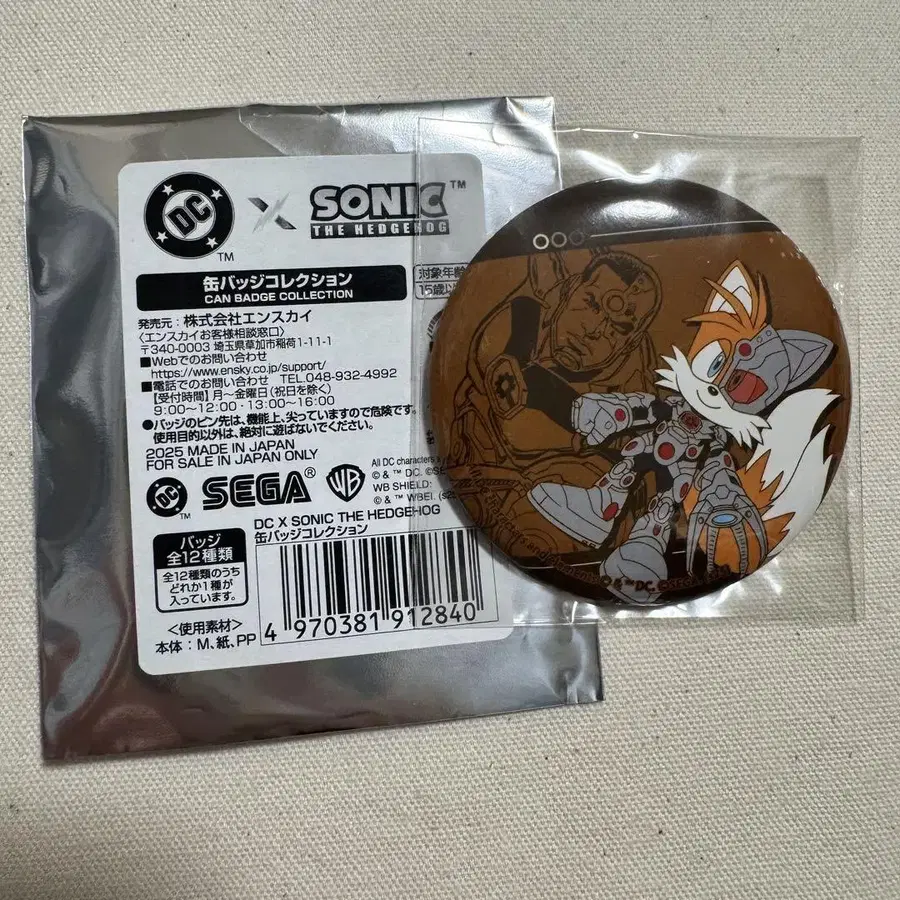 DC
TM
X
SONIC TM
THE HEDGEHOG
缶バッジコレクション
CAN BADGE COLLECTION
対象年齢
15歳以
発売元:株式会社エンスカイ
〈エンスカイお客様相談窓口〉
〒340-0003 埼玉県草加市稲荷1-11-1
■Webでのお問い合わせ
https://www.ensky.co.jp/support/
■電話でのお問い合わせ TEL.048-932-4992
【受付時間】月～金曜日(祝日を除く)
9:00～12:00・13:00～16:00
●バッジのピン先は、機能上、尖っていますので危険です。
使用目的以外は、絶対に遊ばないでください。
2025 MADE IN JAPAN
FOR SALE IN JAPAN ONLY
DC TM SEGA® WB
All DC characters
© & ™ DC. ©SE
WB SHIELD:
© & ™ WBEI. (s2
DC X SONIC THE HEDGEHOG
缶バッジコレクション
バッジ
全12種類
全12種類のうち
どれか1種が
入っています。
〈使用素材〉
本体:M、紙、PP
4 970381 912840
™ DC. ©SEGA